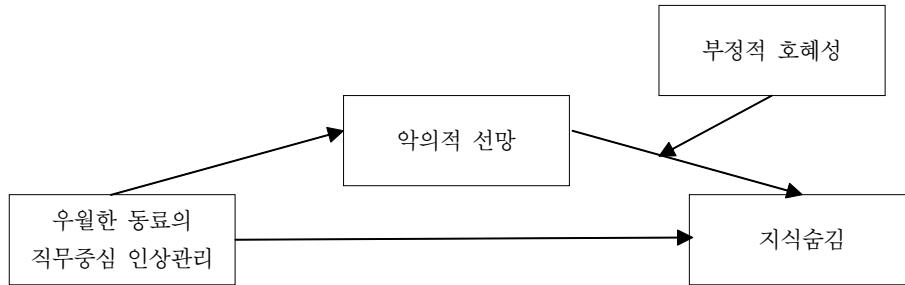 부정적 호혜성
악의적 선망
우월한 동료의
직무중심 인상관리
지식숨김